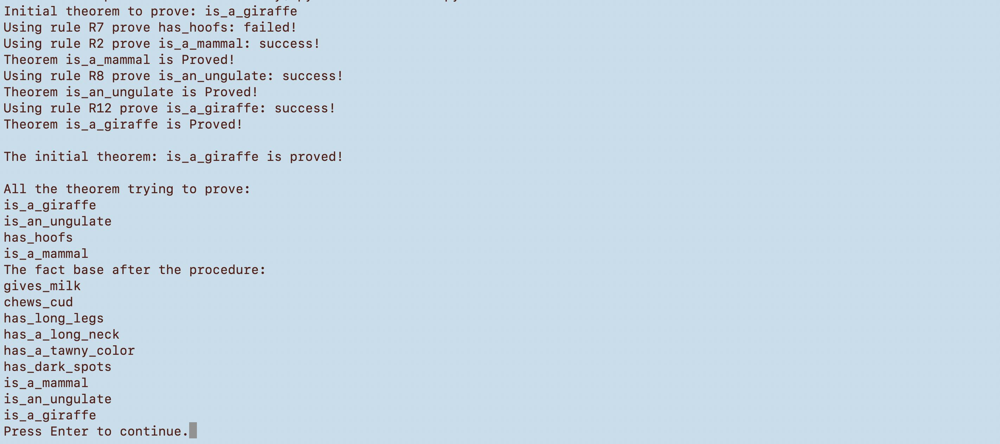 Initial theorem to prove: is_a_giraffe
Using rule R7 prove has_hoofs: failed!
Using rule R2 prove is_a_mammal: success!
Theorem is_a_mammal is Proved!
Using rule R8 prove is_an_ungulate: success!
Theorem is_an_ungulate is Proved!
Using rule R12 prove is_a_giraffe: success!
Theorem is_a_giraffe is Proved!
The initial theorem: is_a_giraffe is proved!
All the theorem trying to prove:
is_a_giraffe
is_an_ungulate
has_hoofs
is_a_mammal
The fact base after the procedure:
gives_milk
chews_cud
has_long_legs
has_a_long_neck
has_a_tawny_color
has_dark_spots
is_a_mammal
is_an_ungulate
is_a_giraffe
Press Enter to continue.